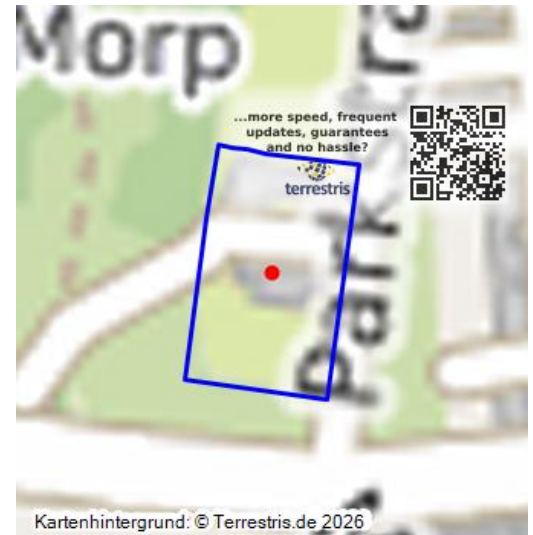 Morp
...more speed, frequent
updates, guarantees
and no hassle?
terrestris
Park
Kartenhintergrund: © Terrestris.de 2026